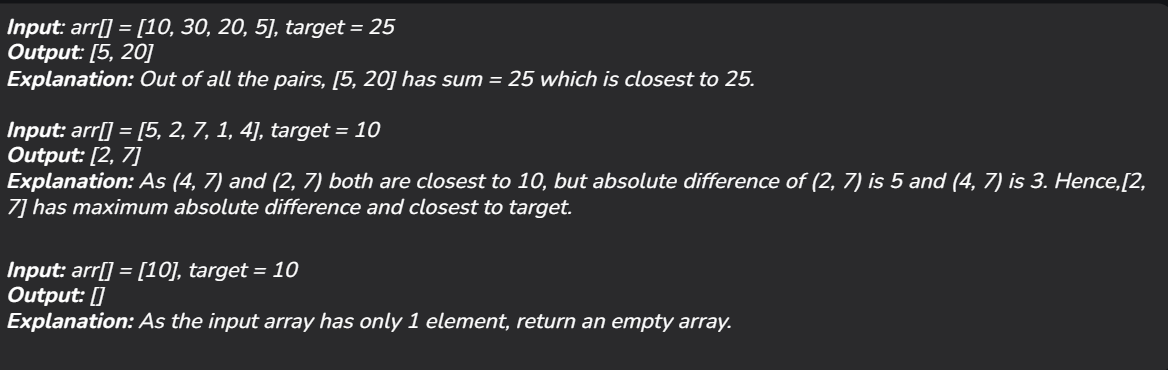 Input: arr[] = [10, 30, 20, 5], target = 25
Output: [5, 20]
Explanation: Out of all the pairs, [5, 20] has sum = 25 which is closest to 25.
Input: arr[] = [5, 2, 7, 1, 4], target = 10
Output: [2, 7]
Explanation: As (4, 7) and (2, 7) both are closest to 10, but absolute difference of (2, 7) is 5 and (4, 7) is 3. Hence,[2,
7] has maximum absolute difference and closest to target.
Input: arr[] = [10], target = 10
Output: []
Explanation: As the input array has only 1 element, return an empty array.